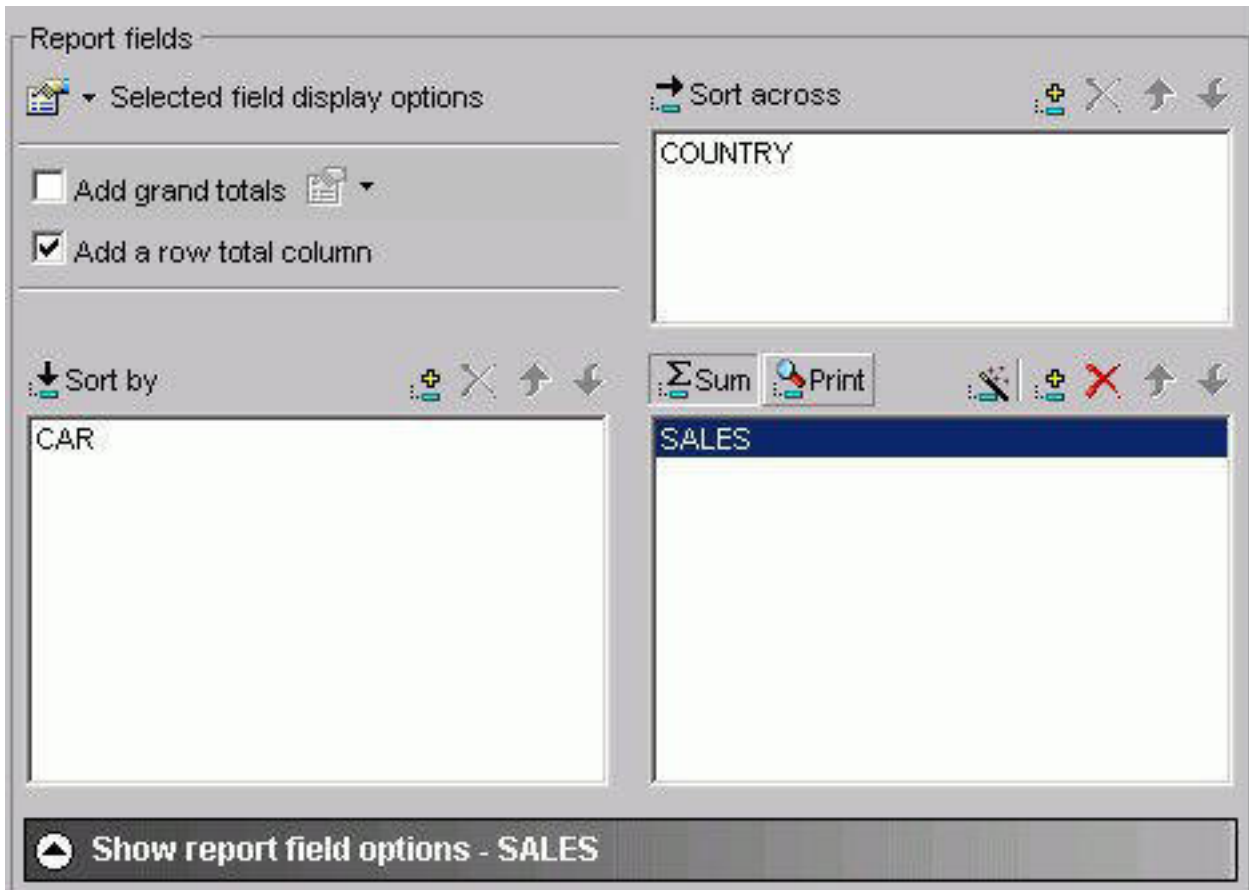 Report fields
Selected field display options
Add grand totals
Add a row total column
Sort across
COUNTRY
Sort by
CAR
Sum Print
SALES
Show report field options - SALES